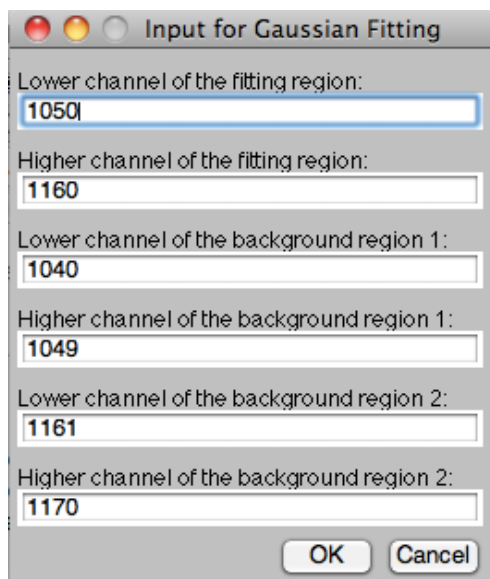 Input for Gaussian Fitting
Lower channel of the fitting region:
1050
Higher channel of the fitting region:
1160
Lower channel of the background region 1:
1040
Higher channel of the background region 1:
1049
Lower channel of the background region 2:
1161
Higher channel of the background region 2:
1170
OK Cancel